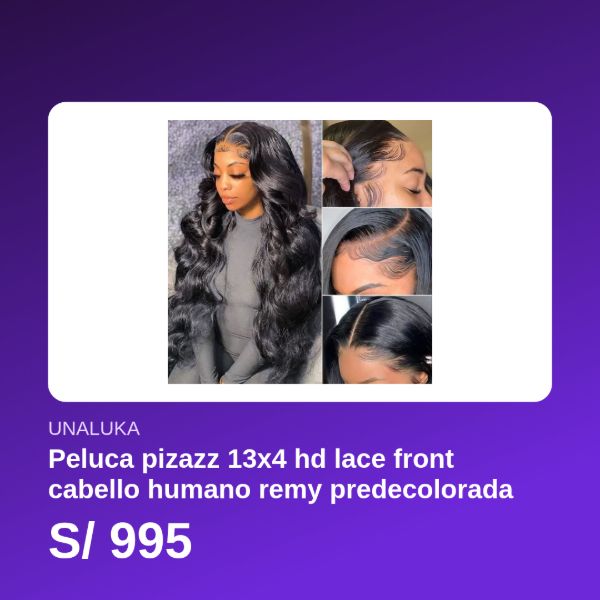 UNALUKA
Peluca pizazz 13x4 hd lace front
cabello humano remy predecolorada
S/ 995